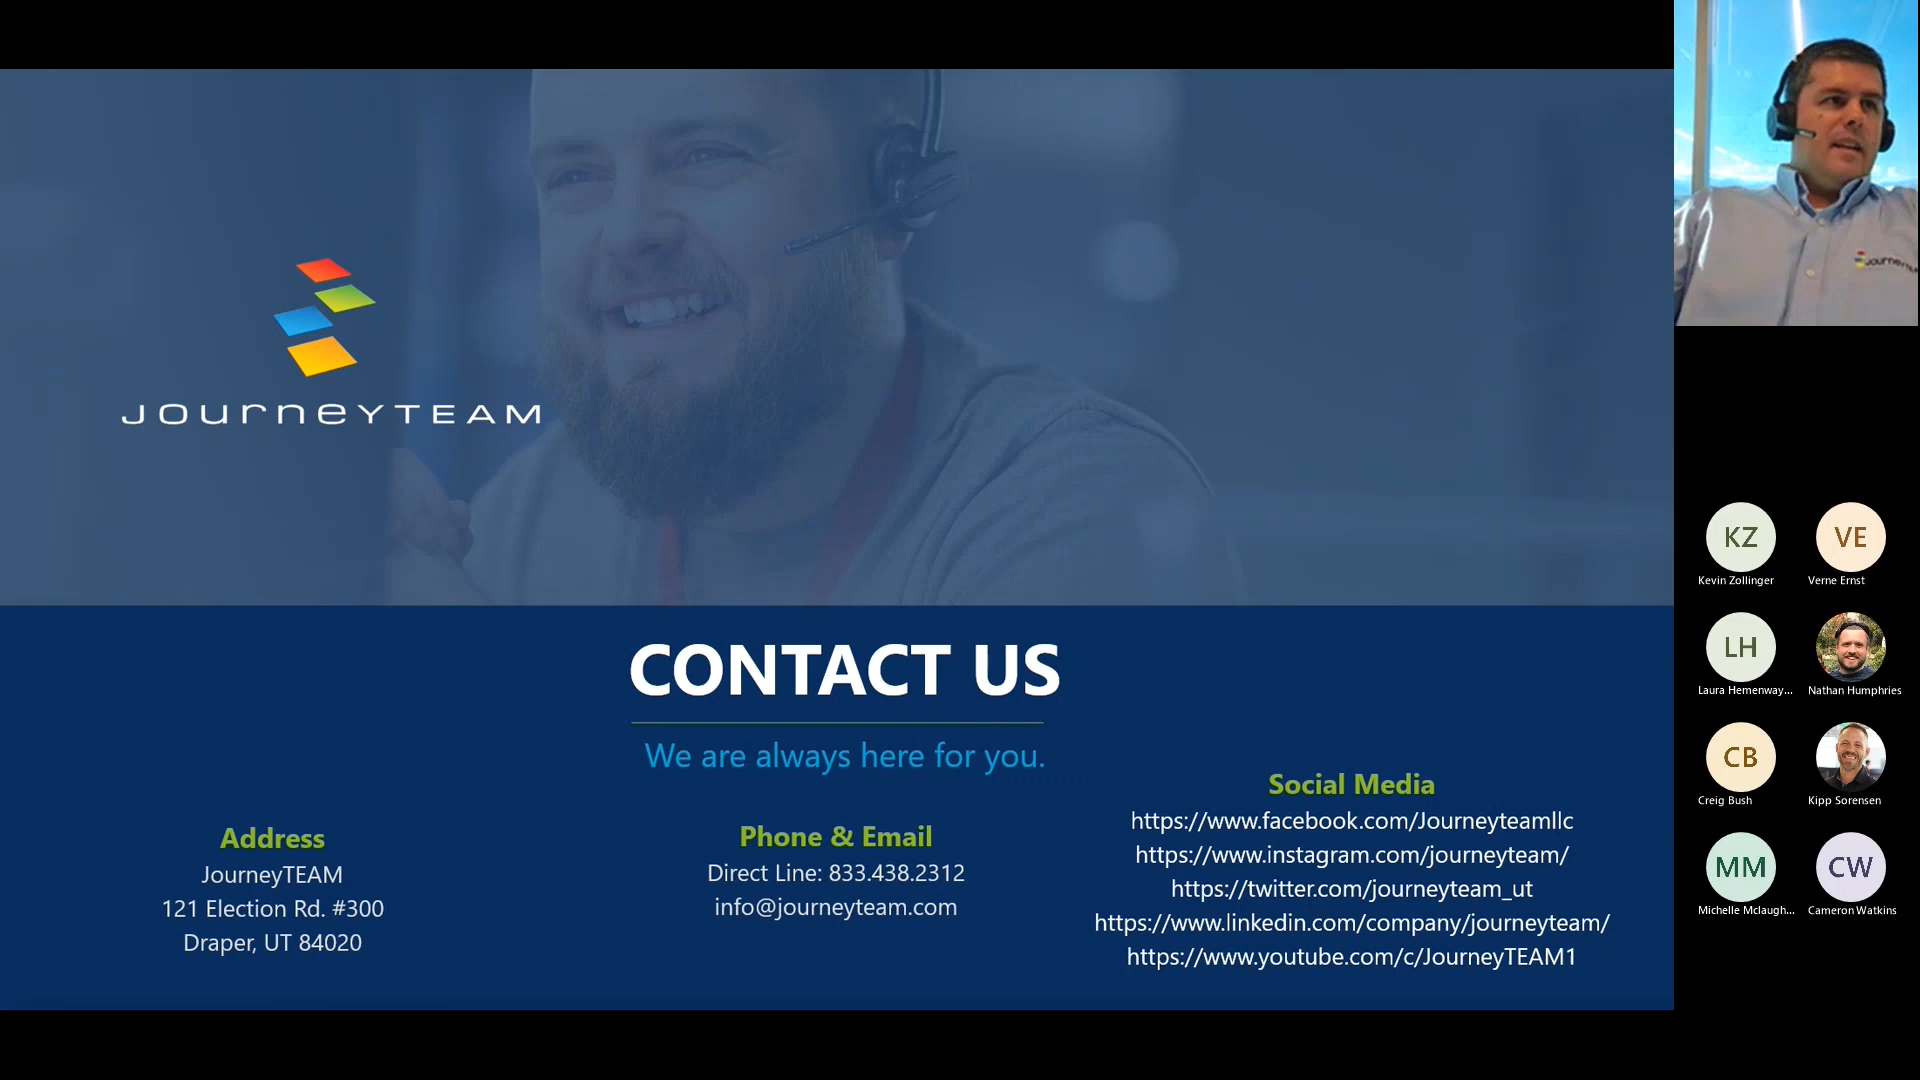 JOURNEYTEAM
CONTACT US
We are always here for you.
Address
JourneyTEAM
121 Election Rd. #300
Draper, UT 84020
Phone & Email
Direct Line: 833.438.2312
info@journeyteam.com
Social Media
https://www.facebook.com/Journeyteamllc
https://www.instagram.com/journeyteam/
https://twitter.com/journeyteam_ut
https://www.linkedin.com/company/journeyteam/
https://www.youtube.com/c/JourneyTEAM1
KZ
Kevin Zollinger
VE
Verne Ernst
LH
Laura Hemenway...
Nathan Humphries
CB
Creig Bush
Kipp Sorensen
MM
Michelle Mclaugh...
CW
Cameron Watkins